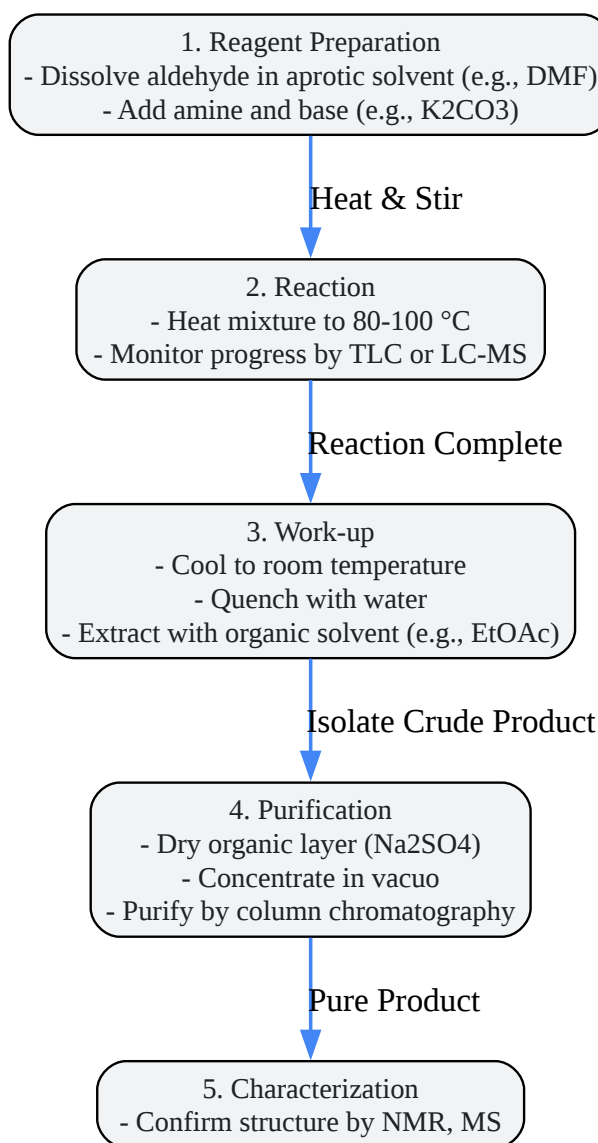 1. Reagent Preparation
- Dissolve aldehyde in aprotic solvent (e.g., DMF)
- Add amine and base (e.g., K2CO3)
Heat & Stir
2. Reaction
- Heat mixture to 80-100 °C
- Monitor progress by TLC or LC-MS
Reaction Complete
3. Work-up
- Cool to room temperature
- Quench with water
- Extract with organic solvent (e.g., EtOAc)
Isolate Crude Product
4. Purification
- Dry organic layer (Na2SO4)
- Concentrate in vacuo
- Purify by column chromatography
Pure Product
5. Characterization
- Confirm structure by NMR, MS